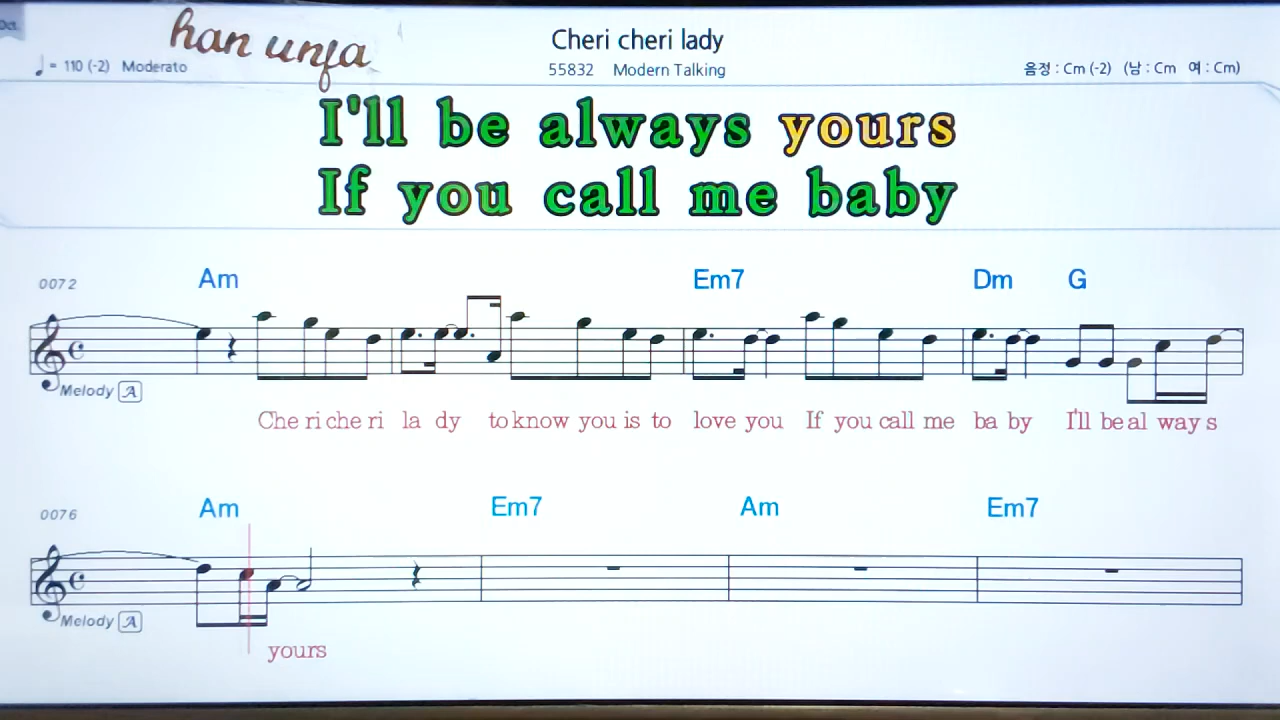 han unja
Cheri cheri lady
♩ = 110 (-2) Moderato
55832 Modern Talking
음정 : Cm (-2) (남 : Cm 여 : Cm)
I'll be always yours
If you call me baby
0072 Am Em7 Dm G
Melody A
Che ri che ri la dy to know you is to love you If you call me ba by I'll be al way s
0076 Am Em7 Am Em7
Melody A
yours